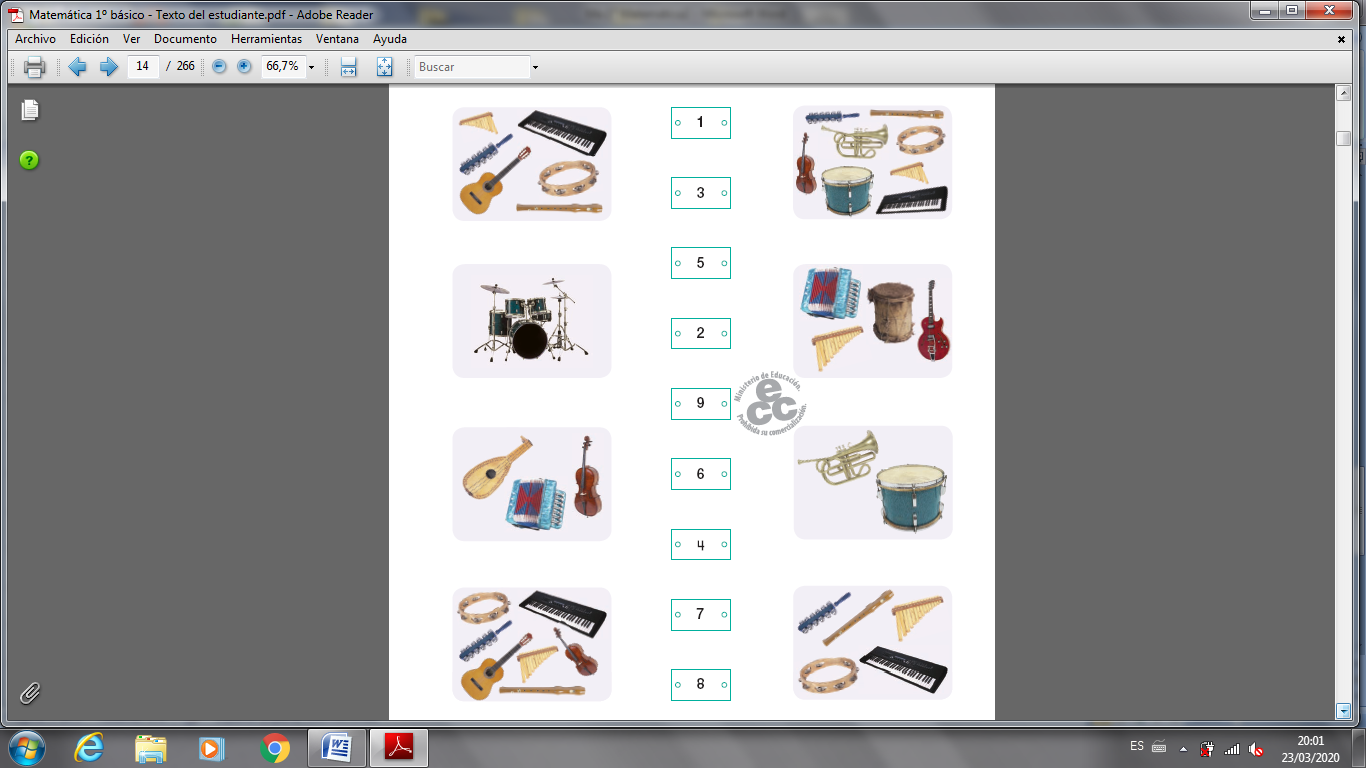 Matemática 1º básico - Texto del estudiante.pdf - Adobe Reader
Archivo Edición Ver Documento Herramientas Ventana Ayuda
14 / 266 66,7% Buscar
1
3
5
2
9
6
4
7
8
Ministerio de Educación.
ecc
Prohibida su comercialización.
ES
20:01
23/03/2020